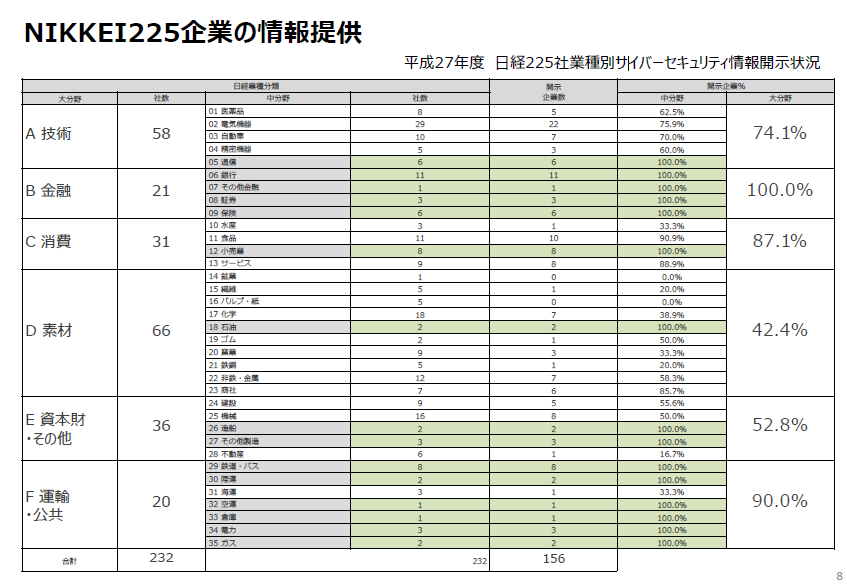 NIKKEI225企業の情報提供
平成27年度 日経225社業種別サイバーセキュリティ情報開示状況
日経業種分類 開示企業数 開示企業%
大分野 社数 中分野 社数 中分野 大分野
A 技術 58 74.1%
01 医薬品 8 5 62.5%
02 電気機器 29 22 75.9%
03 自動車 10 7 70.0%
04 精密機器 5 3 60.0%
05 通信 6 6 100.0%
B 金融 21 100.0%
06 銀行 11 11 100.0%
07 その他金融 1 1 100.0%
08 証券 3 3 100.0%
09 保険 6 6 100.0%
C 消費 31 87.1%
10 水産 3 1 33.3%
11 食品 11 10 90.9%
12 小売業 8 8 100.0%
13 サービス 9 8 88.9%
D 素材 66 42.4%
14 鉱業 1 0 0.0%
15 繊維 5 1 20.0%
16 パルプ・紙 5 0 0.0%
17 化学 18 7 38.9%
18 石油 2 2 100.0%
19 ゴム 2 1 50.0%
20 窯業 9 3 33.3%
21 鉄鋼 5 1 20.0%
22 非鉄・金属 12 7 58.3%
23 商社 7 6 85.7%
E 資本財・その他 36 52.8%
24 建設 9 5 55.6%
25 機械 16 8 50.0%
26 造船 2 2 100.0%
27 その他製造 3 3 100.0%
28 不動産 6 1 16.7%
F 運輸・公共 20 90.0%
29 鉄道・バス 8 8 100.0%
30 陸運 2 2 100.0%
31 海運 3 1 33.3%
32 空運 1 1 100.0%
33 倉庫 1 1 100.0%
34 電力 3 3 100.0%
35 ガス 2 2 100.0%
合計 232 232 156
8